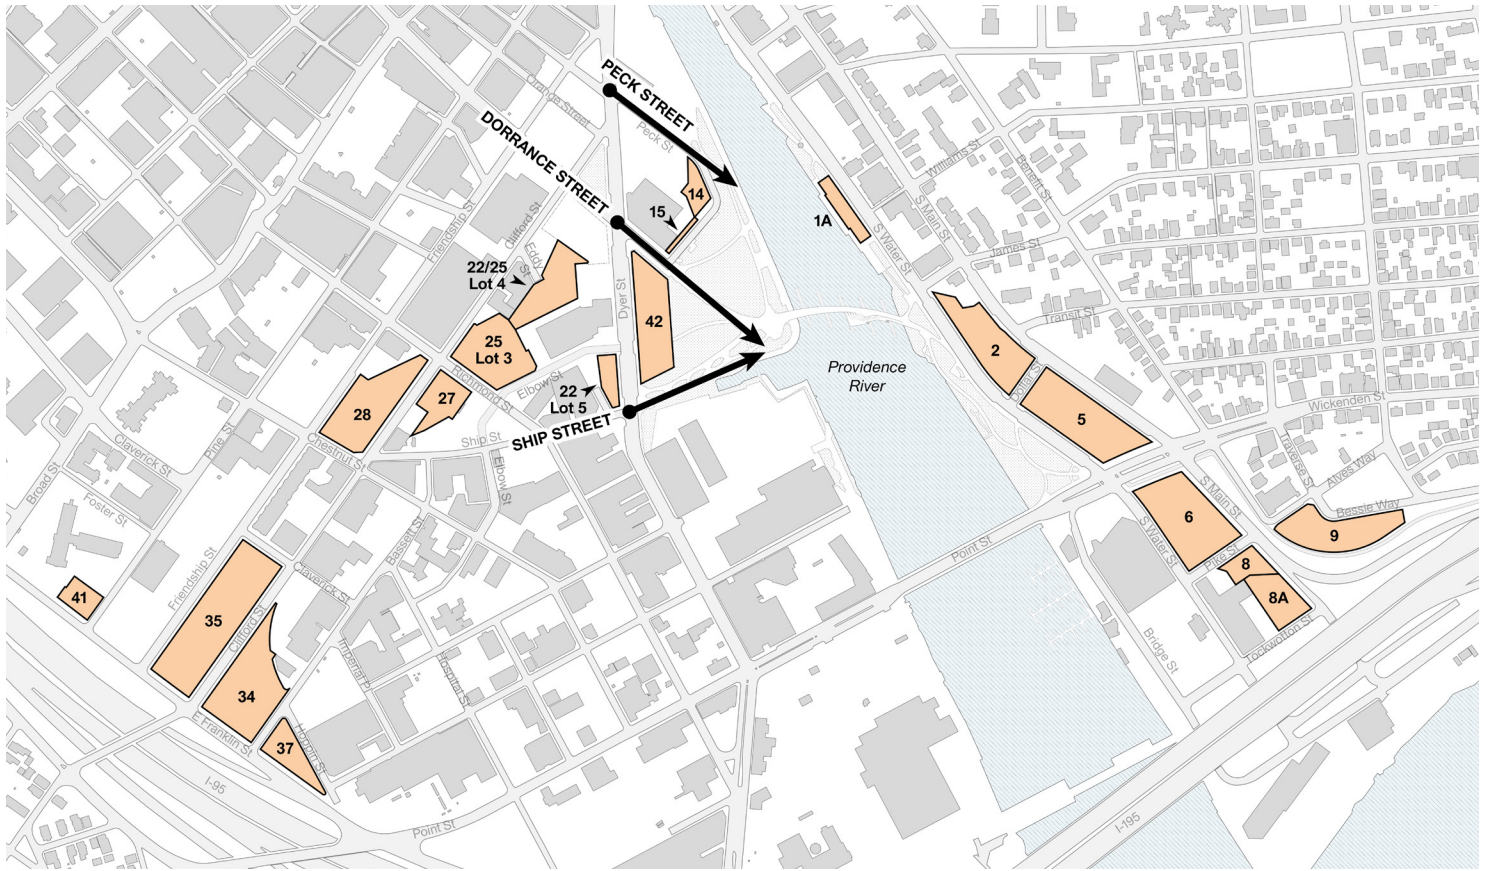 PECK STREET
Orange Street
Peck St
DORRANCE STREET
14
15
1A
Williams St
Benefit St
S Main St
S Water St
James St
Friendship St
Clifford St
Eddy
St
22/25
Lot 4
Dyer St
42
Transit St
2
Dollar St
25
Lot 3
Providence
River
Richmond St
Elbow St
22
Lot 5
27
28
5
Wickenden St
SHIP STREET
Ship St
Chestnut St
Claverick St
Pine St
Broad St
Elbow St
Traverse St
Alves Way
Foster St
Bassett St
S Main St
Bessie Way
6
9
S Water St
Point St
Pike St
8
8A
Friendship St
Claverick St
41
35
Clifford St
Tockwotton St
Bridge St
Imperial Pl
Hospital St
34
E Franklin St
37
Hoppin St
I-95
Point St
I-195